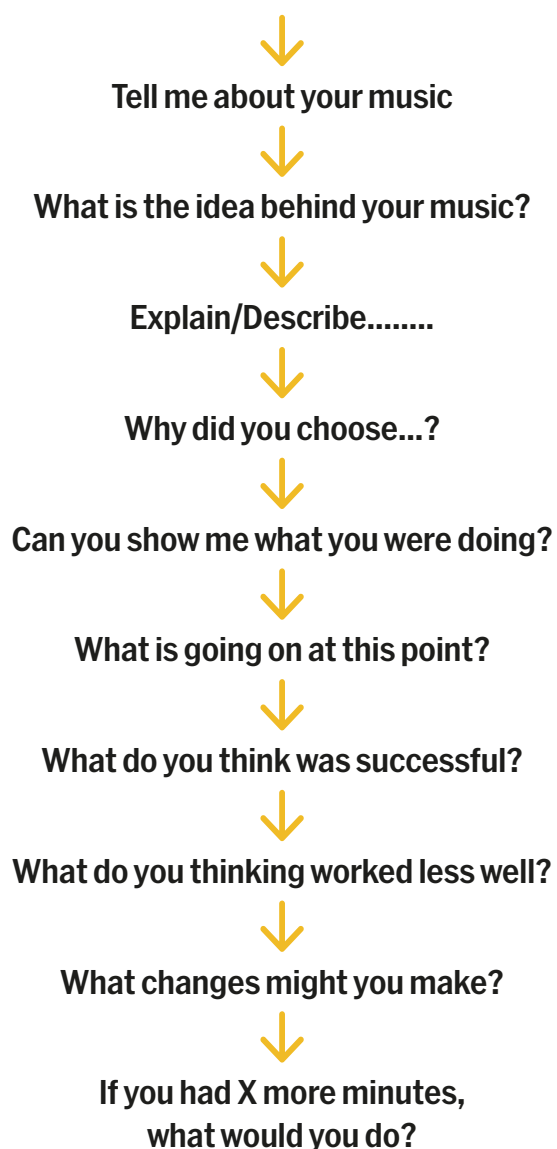 Tell me about your music
What is the idea behind your music?
Explain/Describe........
Why did you choose...?
Can you show me what you were doing?
What is going on at this point?
What do you think was successful?
What do you thinking worked less well?
What changes might you make?
If you had X more minutes,
what would you do?